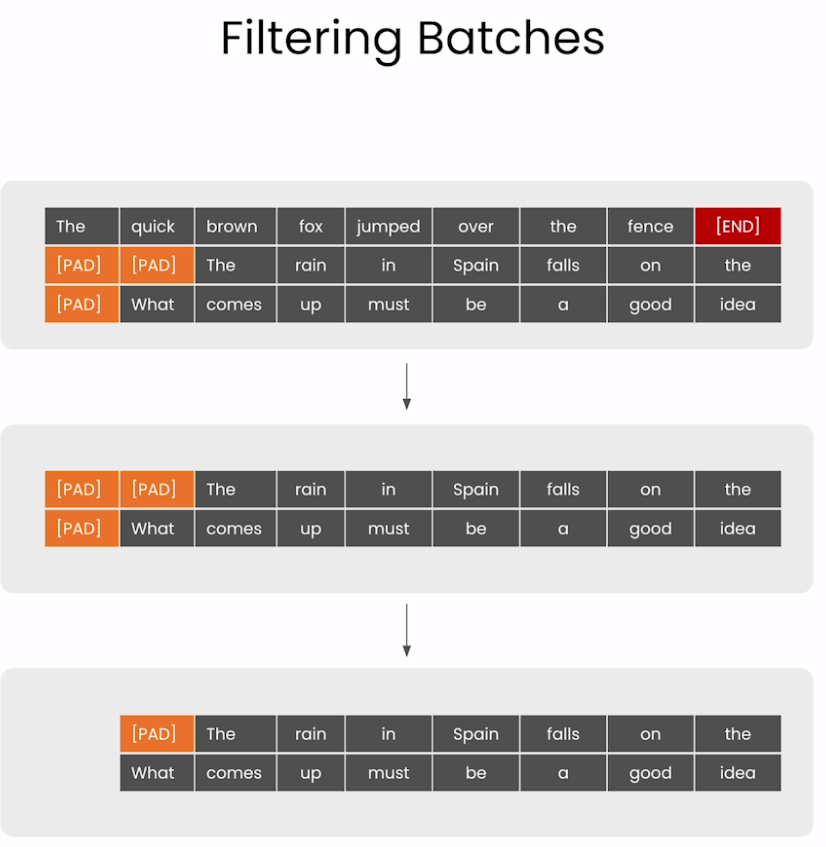 Filtering Batches
The quick brown fox jumped over the fence [END]
[PAD] [PAD] The rain in Spain falls on the
[PAD] What comes up must be a good idea
[PAD] [PAD] The rain in Spain falls on the
[PAD] What comes up must be a good idea
[PAD] The rain in Spain falls on the
What comes up must be a good idea